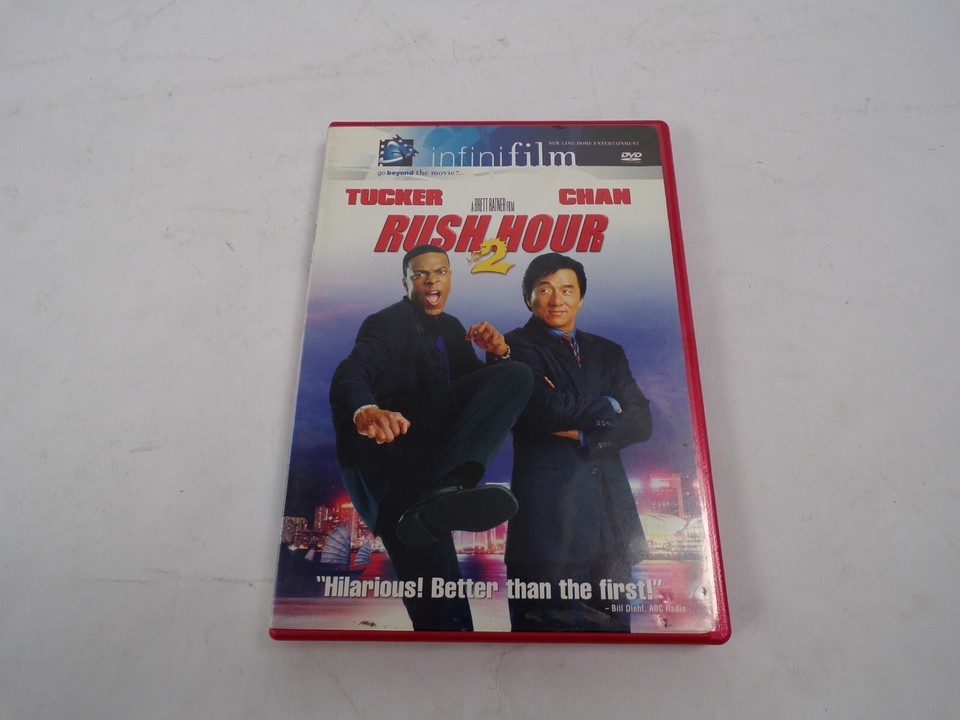 NEW LINE HOME ENTERTAINMENT
infinifilm
DVD
go beyond the movie™...
TUCKER
CHAN
A BRETT RATNER FILM
RUSH HOUR
2
"Hilarious! Better than the first!"
– Bill Diehl, ABC Radio